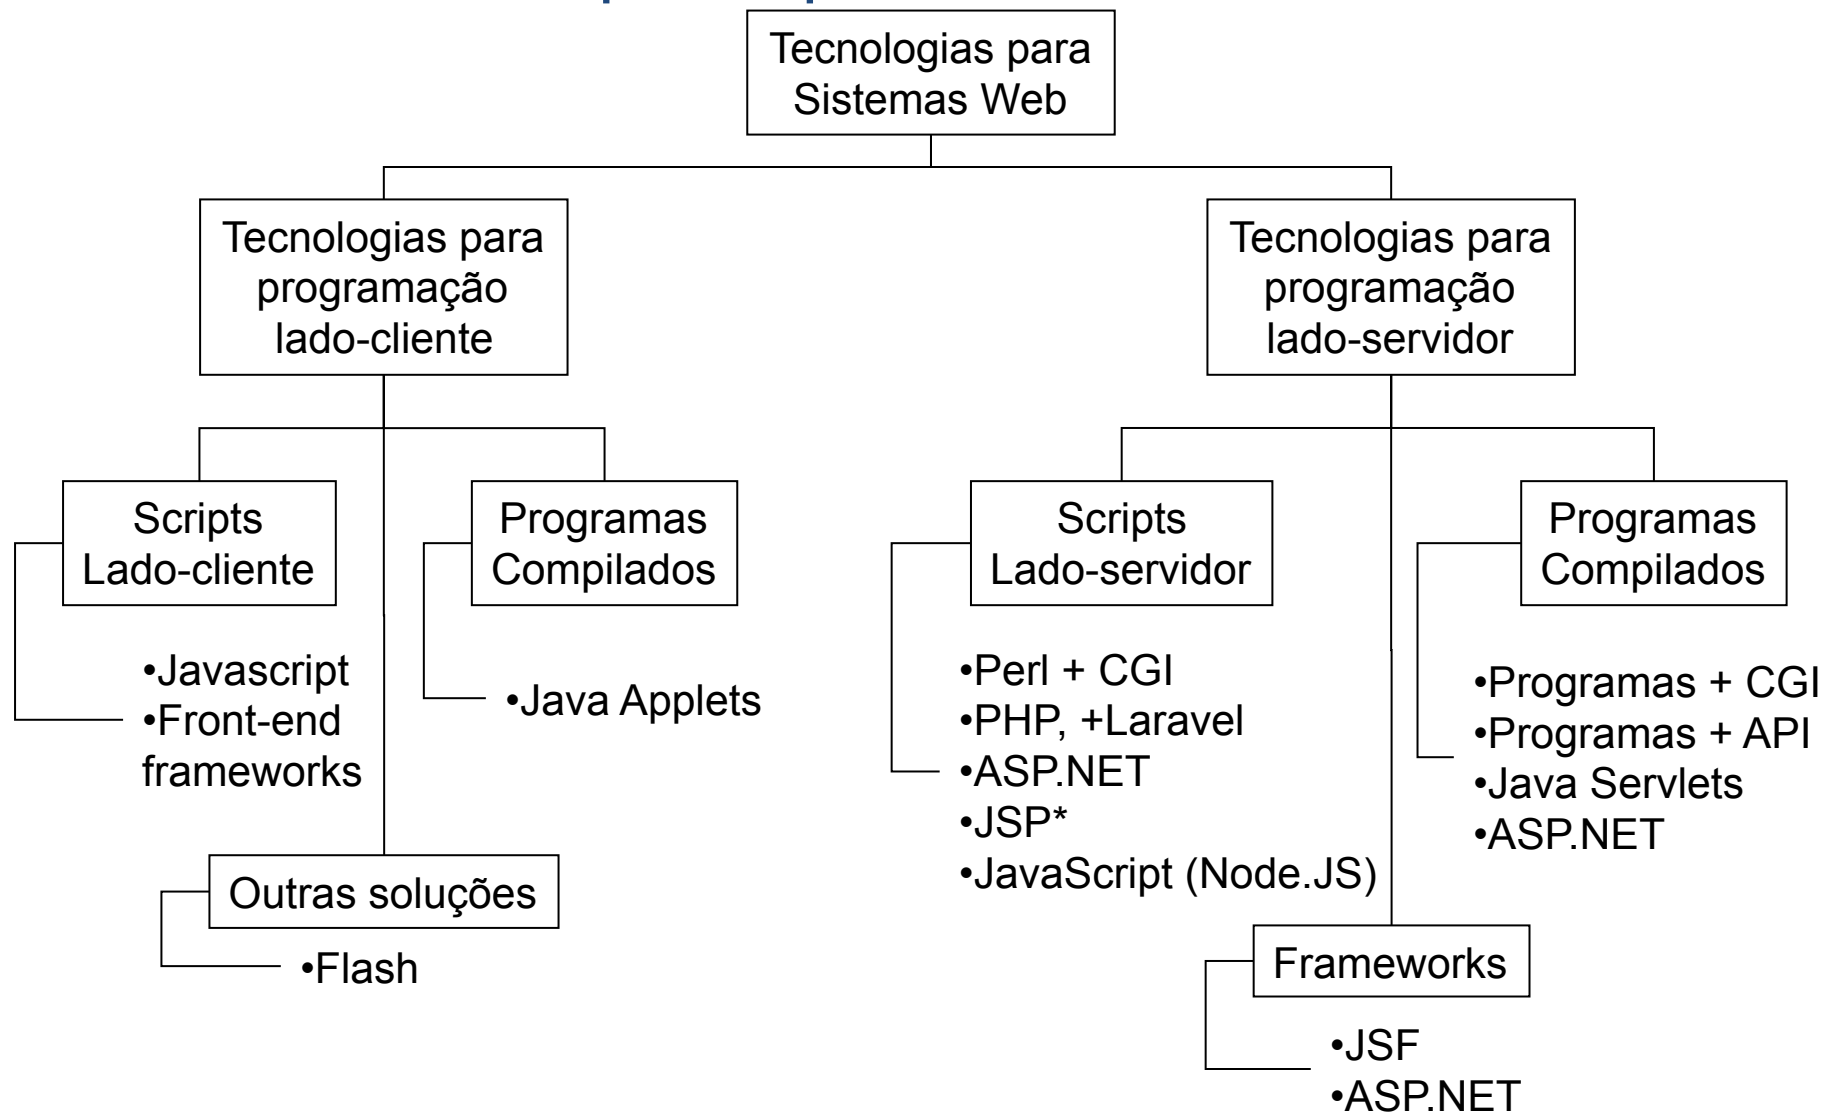 Tecnologias para
Sistemas Web
Tecnologias para
programação
lado-cliente
Tecnologias para
programação
lado-servidor
Scripts
Lado-cliente
Programas
Compilados
Scripts
Lado-servidor
Programas
Compilados
•Javascript
•Front-end
frameworks
•Java Applets
•Perl + CGI
•PHP, +Laravel
•ASP.NET
•JSP*
•JavaScript (Node.JS)
•Programas + CGI
•Programas + API
•Java Servlets
•ASP.NET
Outras soluções
•Flash
Frameworks
•JSF
•ASP.NET